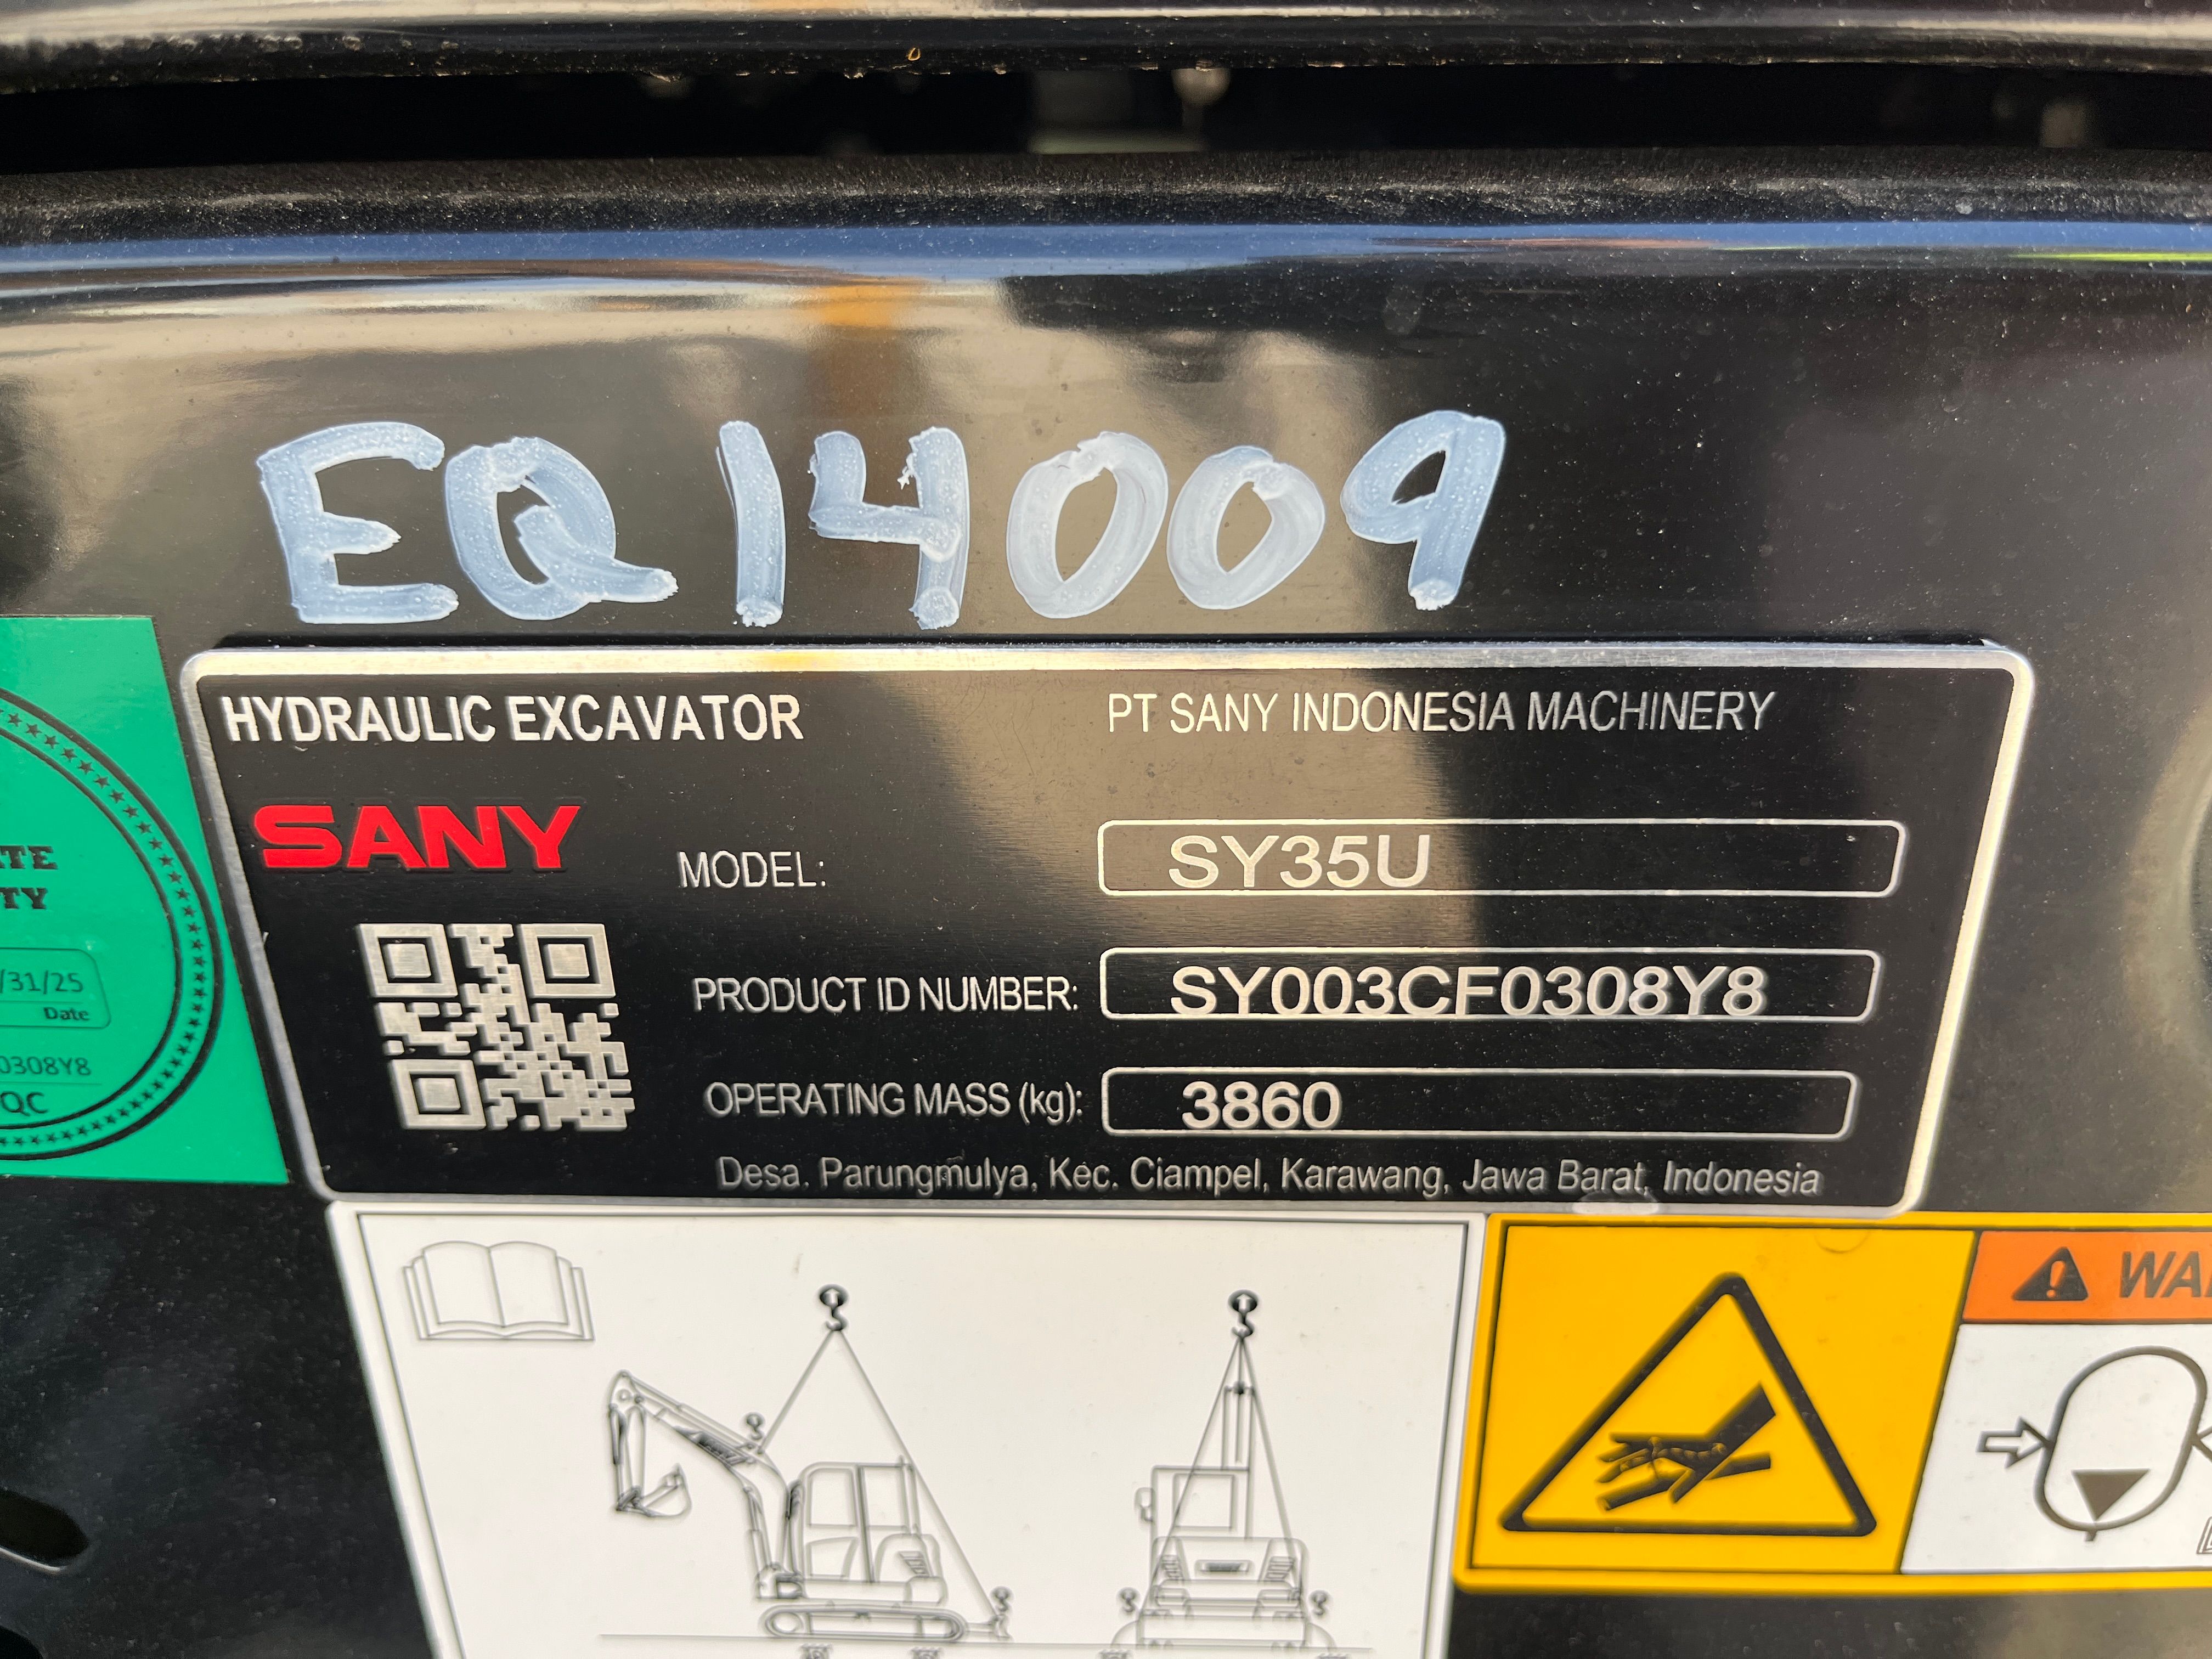 EQ14009
HYDRAULIC EXCAVATOR
PT SANY INDONESIA MACHINERY
SANY
MODEL: SY35U
PRODUCT ID NUMBER: SY003CF0308Y8
OPERATING MASS (kg): 3860
Desa. Parungmulya, Kec. Ciampel, Karawang, Jawa Barat, Indonesia
/31/25
Date
0308Y8
QC